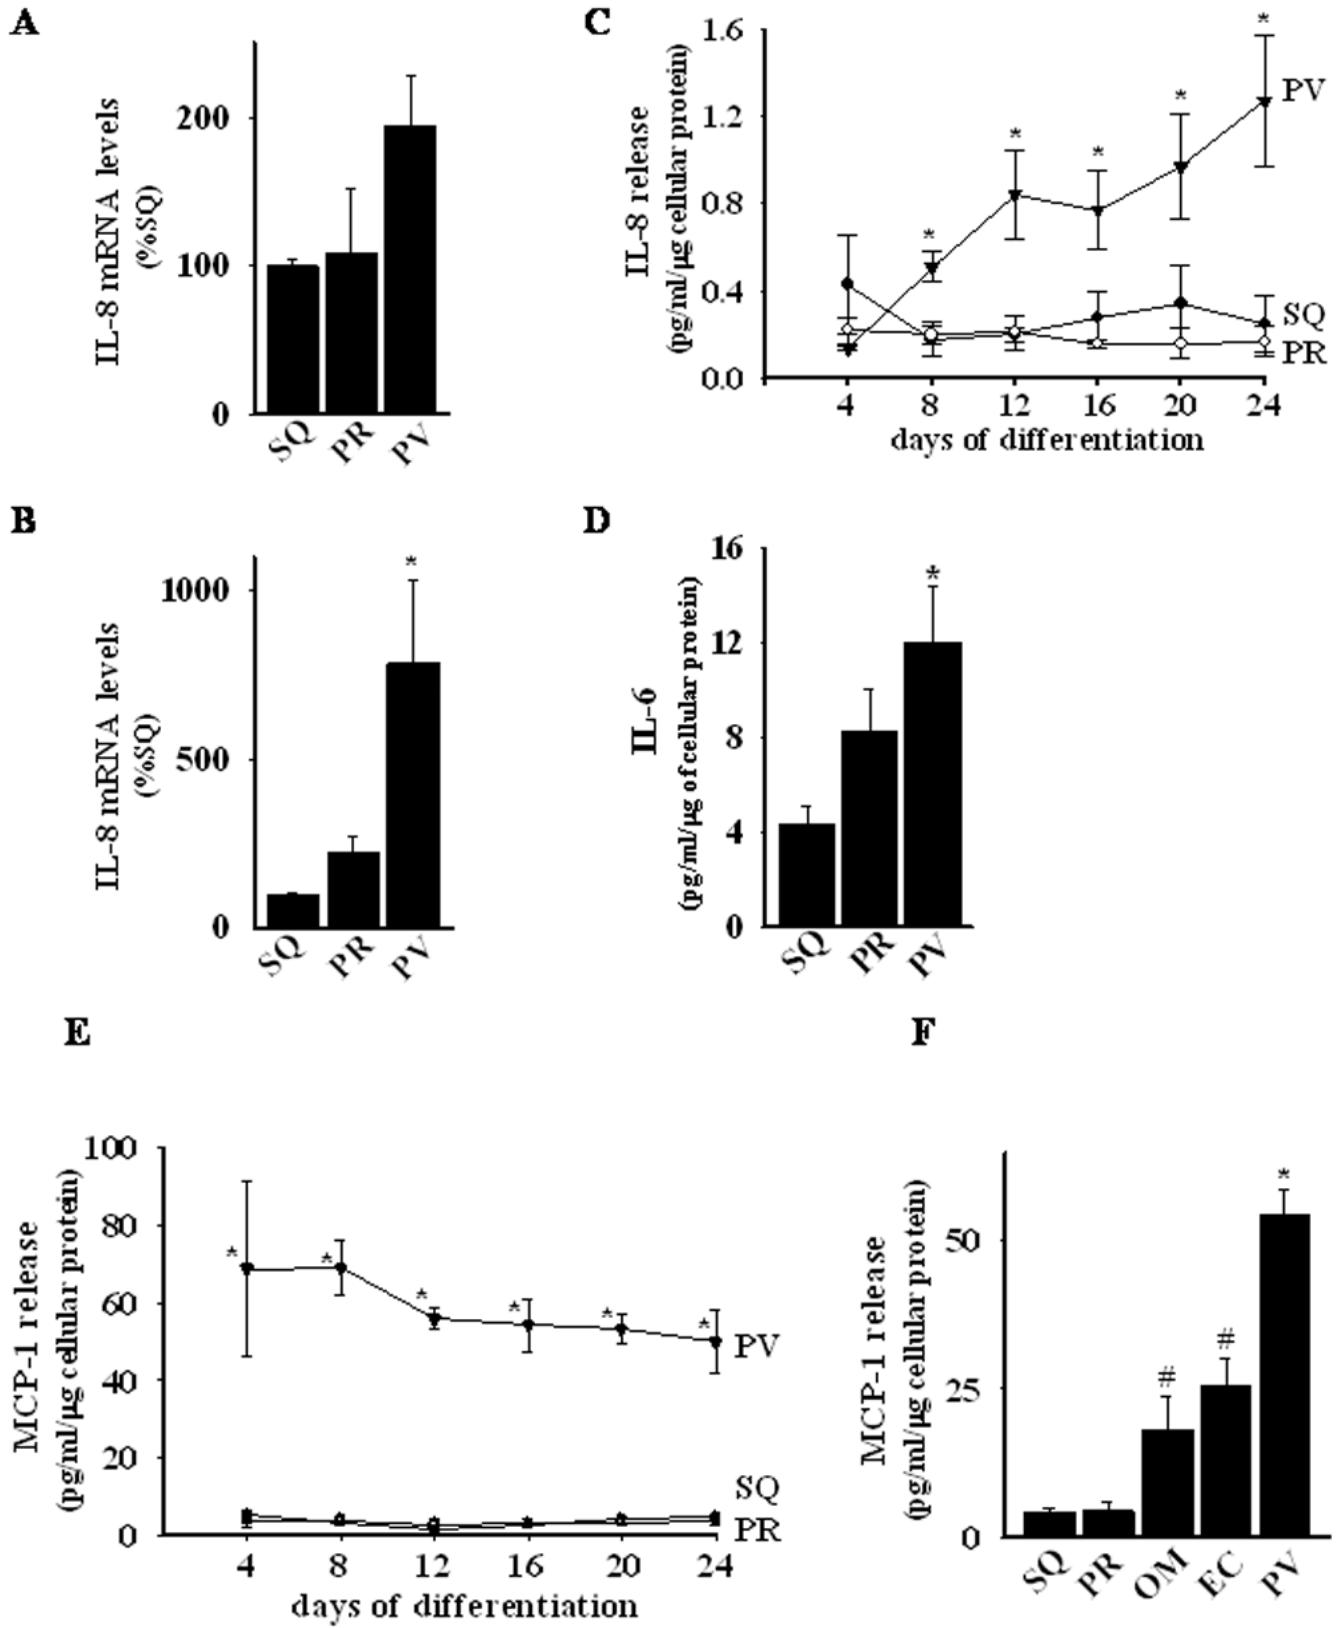 A
IL-8 mRNA levels
(%SQ)
200
100
0
SQ PR PV
C
IL-8 release
(pg/ml/µg cellular protein)
1.6
1.2
0.8
0.4
0.0
* * * * *
PV
SQ
PR
4 8 12 16 20 24
days of differentiation
B
IL-8 mRNA levels
(%SQ)
1000
500
0
*
SQ PR PV
D
IL-6
(pg/ml/µg of cellular protein)
16
12
8
4
0
*
SQ PR PV
E
MCP-1 release
(pg/ml/µg cellular protein)
100
80
60
40
20
0
* * * * * *
PV
SQ
PR
4 8 12 16 20 24
days of differentiation
F
MCP-1 release
(pg/ml/µg cellular protein)
50
25
0
# # *
SQ PR OM EC PV